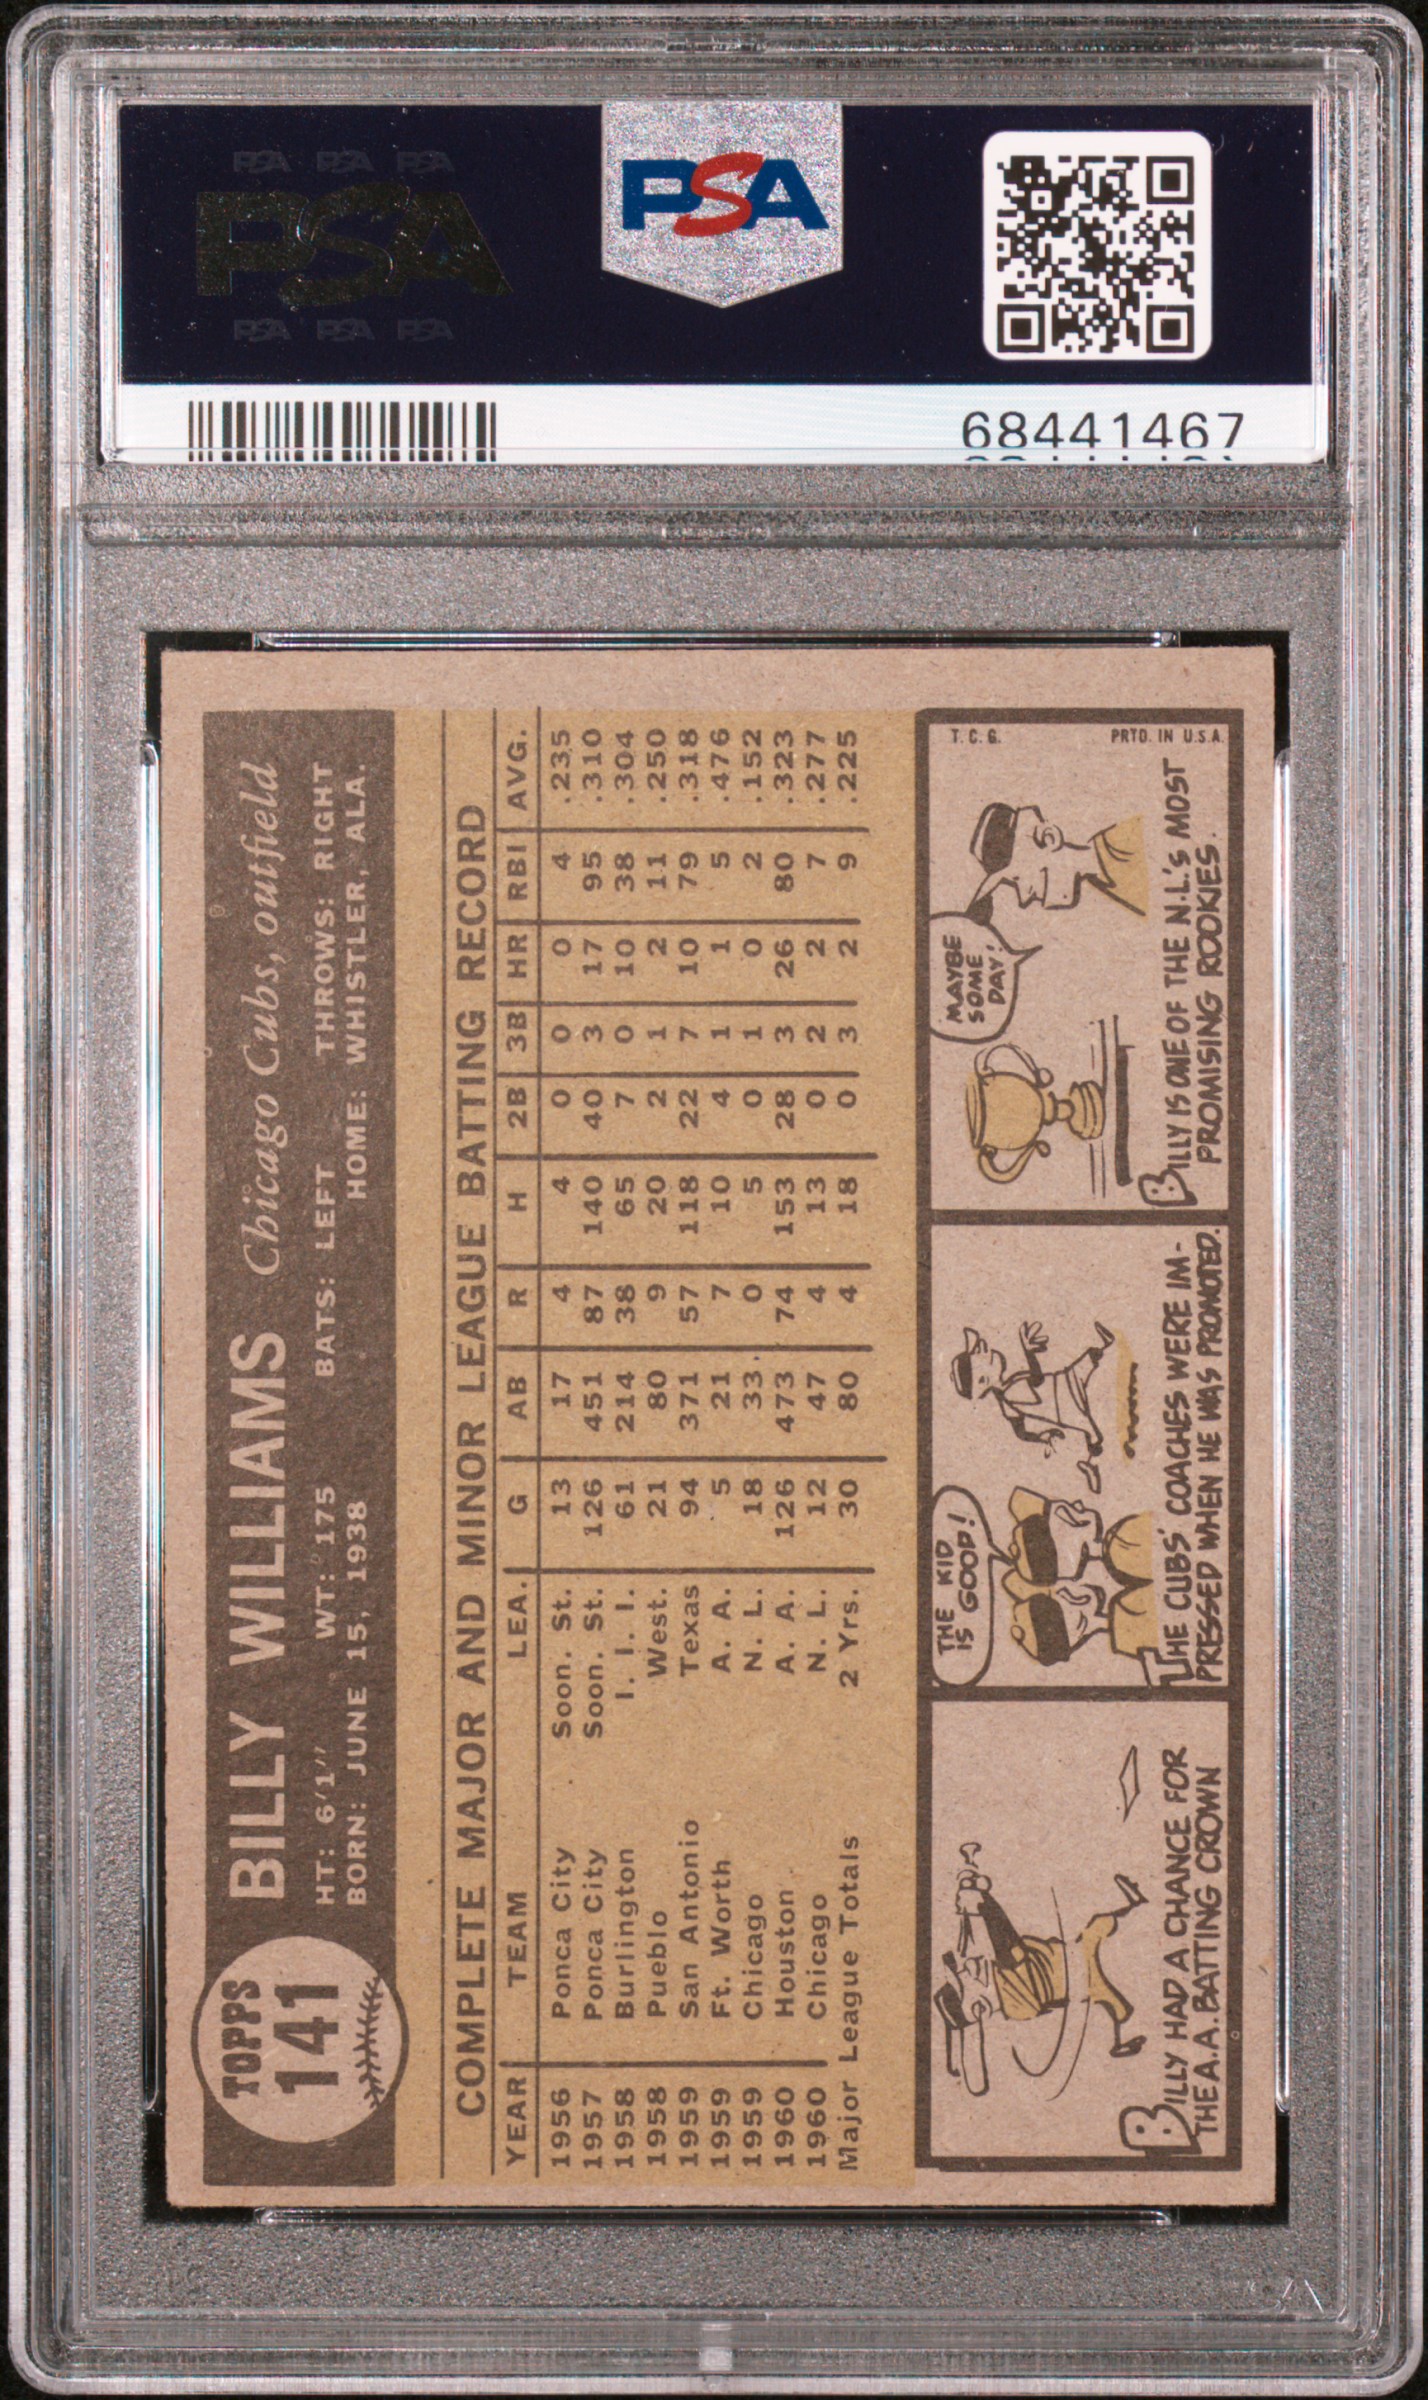 PSA PSA PSA
PSA
PSA PSA PSA
PSA
68441467
TOPPS
141
BILLY WILLIAMS Chicago Cubs, outfield
HT: 6'1" WT: 175 BATS: LEFT THROWS: RIGHT
BORN: JUNE 15, 1938 HOME: WHISTLER, ALA.
COMPLETE MAJOR AND MINOR LEAGUE BATTING RECORD
YEAR TEAM LEA. G AB R H 2B 3B HR RBI AVG.
1956 Ponca City Soon. St. 13 17 4 4 0 0 0 4 .235
1957 Ponca City Soon. St. 126 451 87 140 40 3 17 95 .310
1958 Burlington I. I. I. 61 214 38 65 7 0 10 38 .304
1958 Pueblo West. 21 80 9 20 2 1 2 11 .250
1959 San Antonio Texas 94 371 57 118 22 7 10 79 .318
1959 Ft. Worth A. A. 5 21 7 10 4 1 1 5 .476
1959 Chicago N. L. 18 33 0 5 0 1 0 2 .152
1960 Houston A. A. 126 473 74 153 28 3 26 80 .323
1960 Chicago N. L. 12 47 4 13 0 2 2 7 .277
Major League Totals 2 Yrs. 30 80 4 18 0 3 2 9 .225
BILLY HAD A CHANCE FOR
THE A.A. BATTING CROWN
THE KID
IS GOOD!
THE CUBS' COACHES WERE IM-
PRESSED WHEN HE WAS PROMOTED.
MAYBE
SOME
DAY!
BILLY IS ONE OF THE N.L.'S MOST
PROMISING ROOKIES.
T. C. G. PRTD. IN U.S.A.